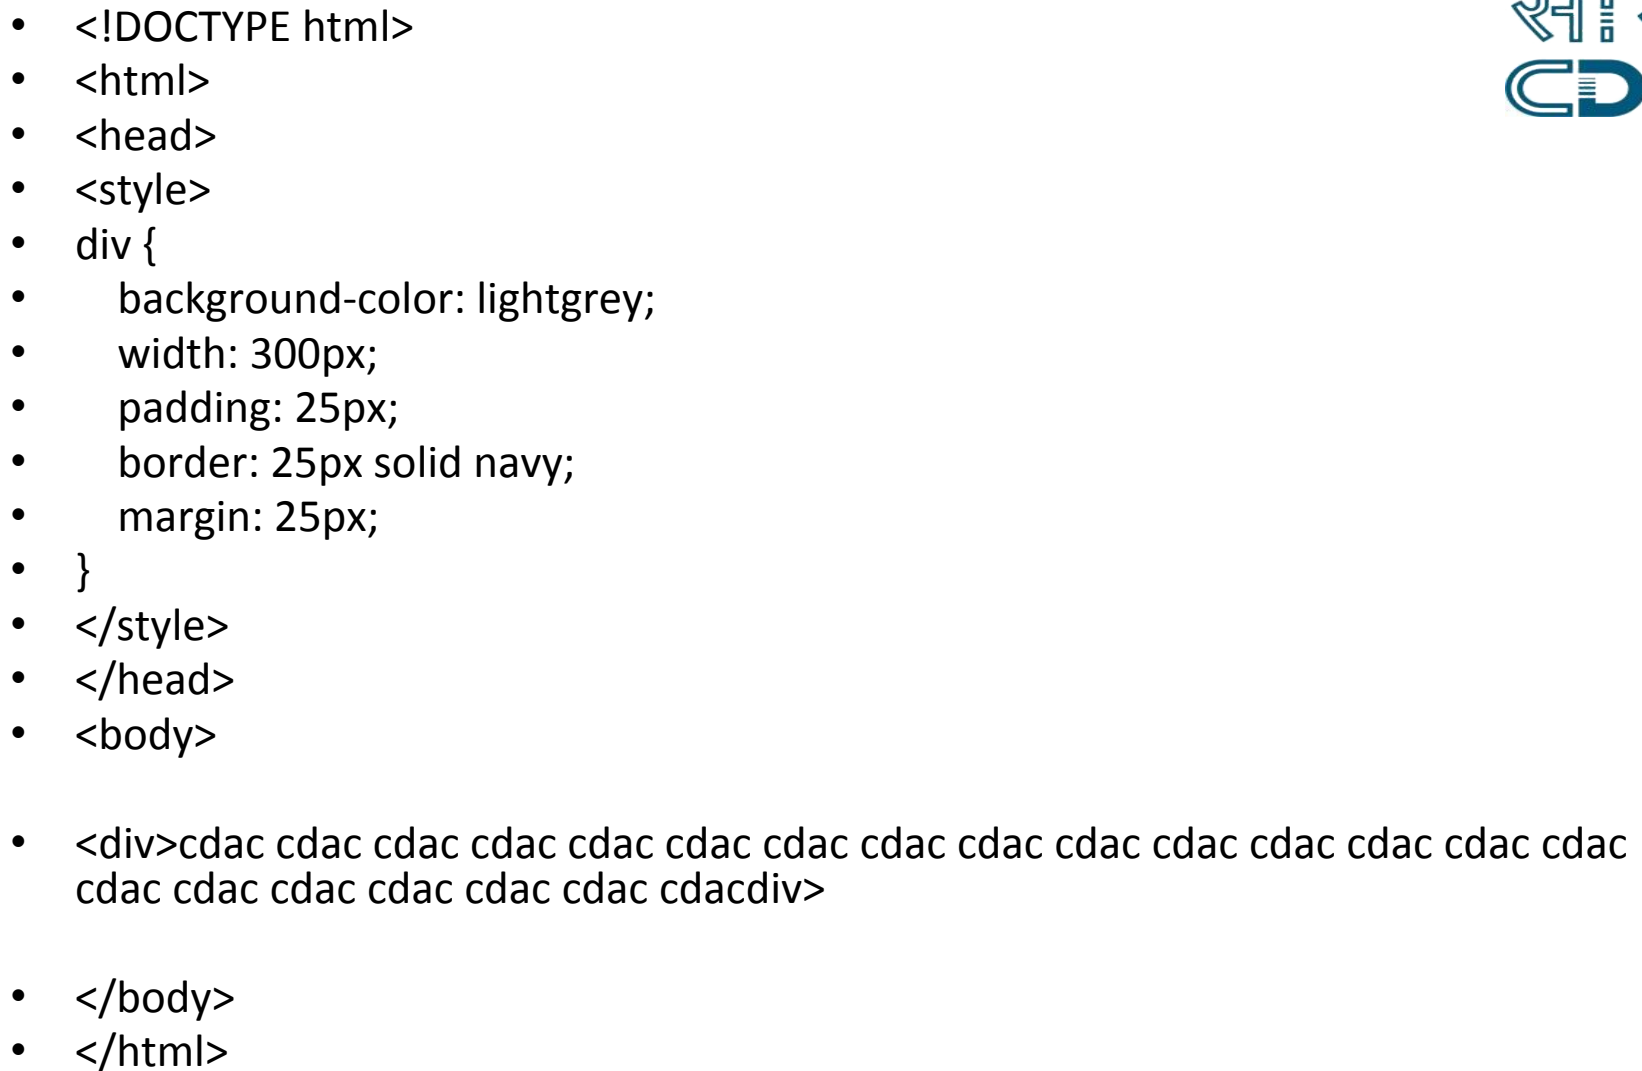 • <!DOCTYPE html>
• <html>
• <head>
• <style>
• div {
•    background-color: lightgrey;
•    width: 300px;
•    padding: 25px;
•    border: 25px solid navy;
•    margin: 25px;
• }
• </style>
• </head>
• <body>
• <div>cdac cdac cdac cdac cdac cdac cdac cdac cdac cdac cdac cdac cdac cdac cdac
cdac cdac cdac cdac cdac cdac cdacdiv>
• </body>
• </html>
CD